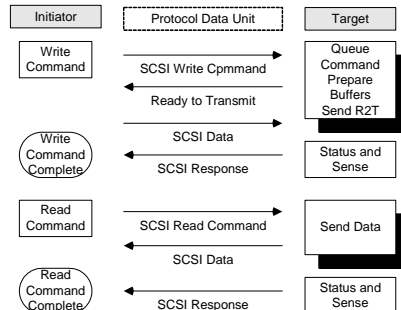 Initiator
Protocol Data Unit
Target
Write
Command
SCSI Write Cpmmand
Ready to Transmit
Queue
Command
Prepare
Buffers
Send R2T
SCSI Data
Write
Command
Complete
SCSI Response
Status and
Sense
Read
Command
SCSI Read Command
Send Data
SCSI Data
Read
Command
Complete
SCSI Response
Status and
Sense